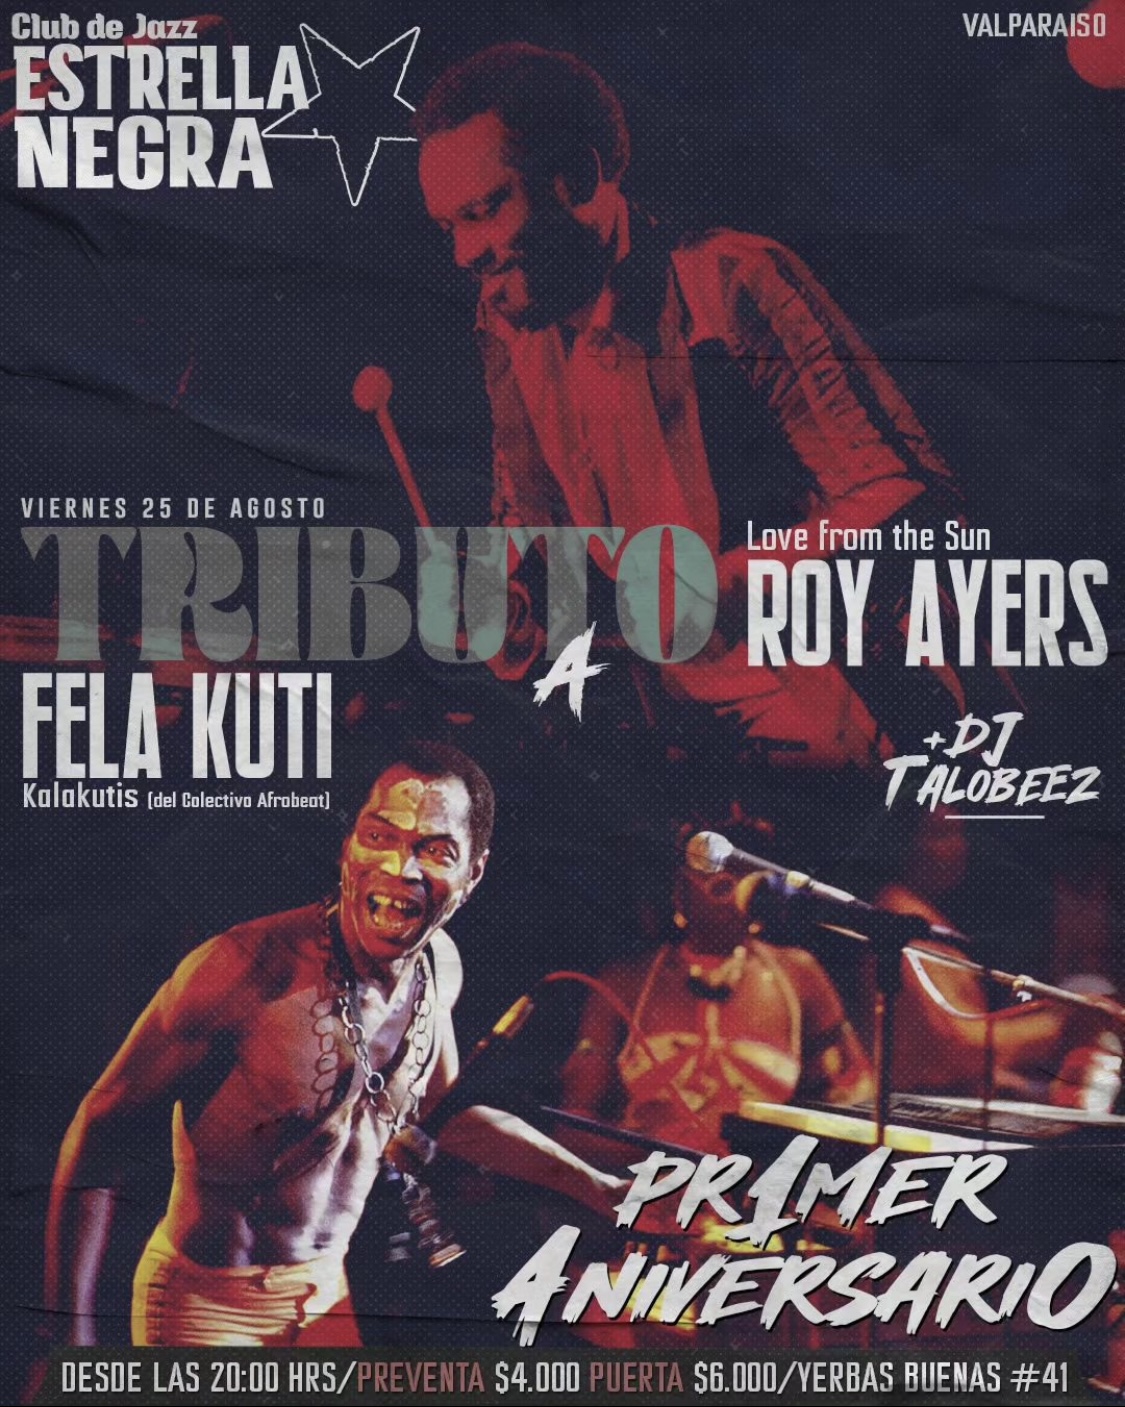 Club de Jazz
ESTRELLA
NEGRA
VALPARAISO
VIERNES 25 DE AGOSTO
TRIBUTO
A
Love from the Sun
ROY AYERS
FELA KUTI
Kalakutis (del Colectivo Afrobeat)
+DJ
TALOBEEZ
PR1MER
ANIVERSARIO
DESDE LAS 20:00 HRS/PREVENTA $4.000 PUERTA $6.000/YERBAS BUENAS #41